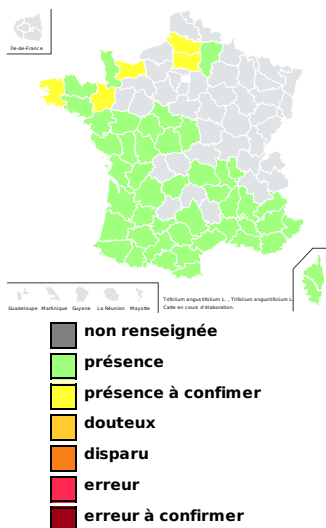 Île-de-France
Guadeloupe Martinique Guyane La Réunion Mayotte
Trifolium angustifolium L. , Trifolium angustifolium L.
Carte en cours d'élaboration.
non renseignée
présence
présence à confimer
douteux
disparu
erreur
erreur à confirmer